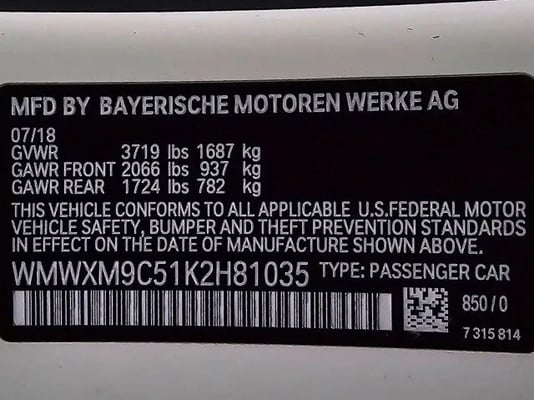 MFD BY BAYERISCHE MOTOREN WERKE AG
07/18
GVWR 3719 lbs 1687 kg
GAWR FRONT 2066 lbs 937 kg
GAWR REAR 1724 lbs 782 kg
THIS VEHICLE CONFORMS TO ALL APPLICABLE U.S.FEDERAL MOTOR
VEHICLE SAFETY, BUMPER AND THEFT PREVENTION STANDARDS
IN EFFECT ON THE DATE OF MANUFACTURE SHOWN ABOVE.
WMWXM9C51K2H81035 TYPE: PASSENGER CAR
850/0
7 315 814